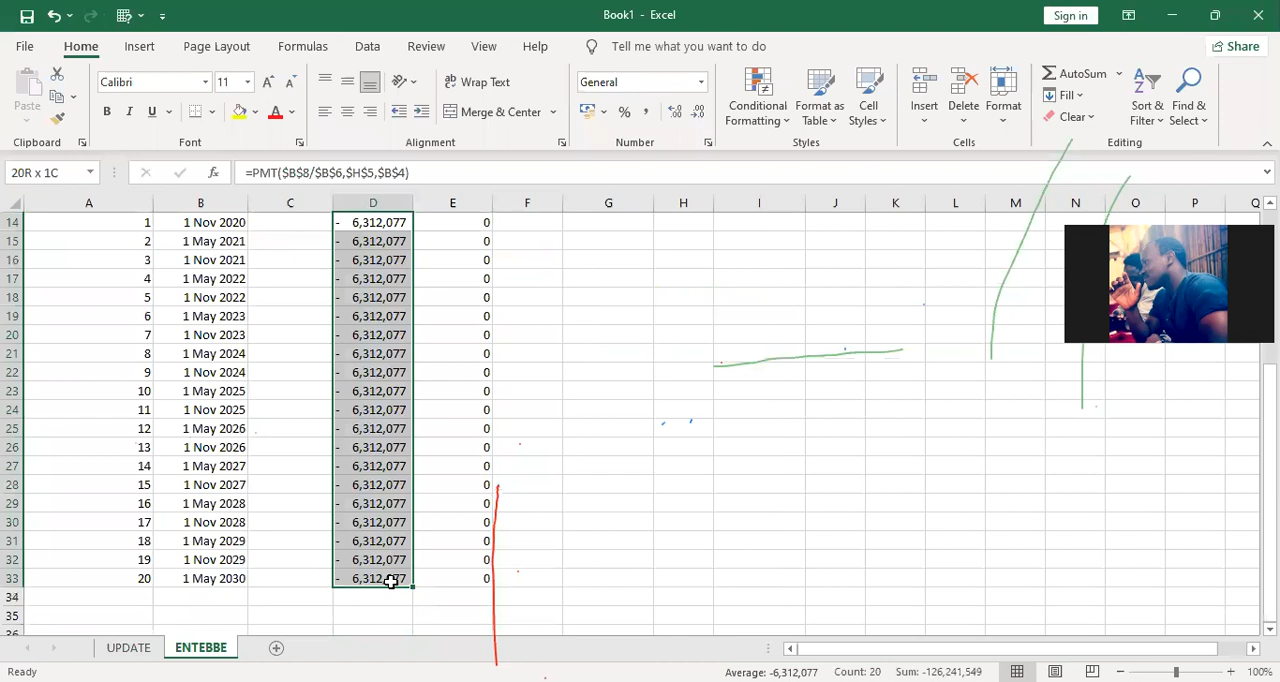 Book1 - Excel
Sign in
File Home Insert Page Layout Formulas Data Review View Help Tell me what you want to do Share
Paste
Calibri 11
B I U
Wrap Text
Merge & Center
General
Conditional Formatting
Format as Table
Cell Styles
Insert
Delete
Format
AutoSum
Fill
Clear
Sort & Filter
Find & Select
Clipboard Font Alignment Number Styles Cells Editing
20R x 1C =PMT($B$8/$B$6,$H$5,$B$4)
A B C D E F G H I J K L M N O P Q
14 1 1 Nov 2020 - 6,312,077 0
15 2 1 May 2021 - 6,312,077 0
16 3 1 Nov 2021 - 6,312,077 0
17 4 1 May 2022 - 6,312,077 0
18 5 1 Nov 2022 - 6,312,077 0
19 6 1 May 2023 - 6,312,077 0
20 7 1 Nov 2023 - 6,312,077 0
21 8 1 May 2024 - 6,312,077 0
22 9 1 Nov 2024 - 6,312,077 0
23 10 1 May 2025 - 6,312,077 0
24 11 1 Nov 2025 - 6,312,077 0
25 12 1 May 2026 - 6,312,077 0
26 13 1 Nov 2026 - 6,312,077 0
27 14 1 May 2027 - 6,312,077 0
28 15 1 Nov 2027 - 6,312,077 0
29 16 1 May 2028 - 6,312,077 0
30 17 1 Nov 2028 - 6,312,077 0
31 18 1 May 2029 - 6,312,077 0
32 19 1 Nov 2029 - 6,312,077 0
33 20 1 May 2030 - 6,312,077 0
34
35
36
UPDATE ENTEBBE
Ready Average: -6,312,077 Count: 20 Sum: -126,241,549 100%